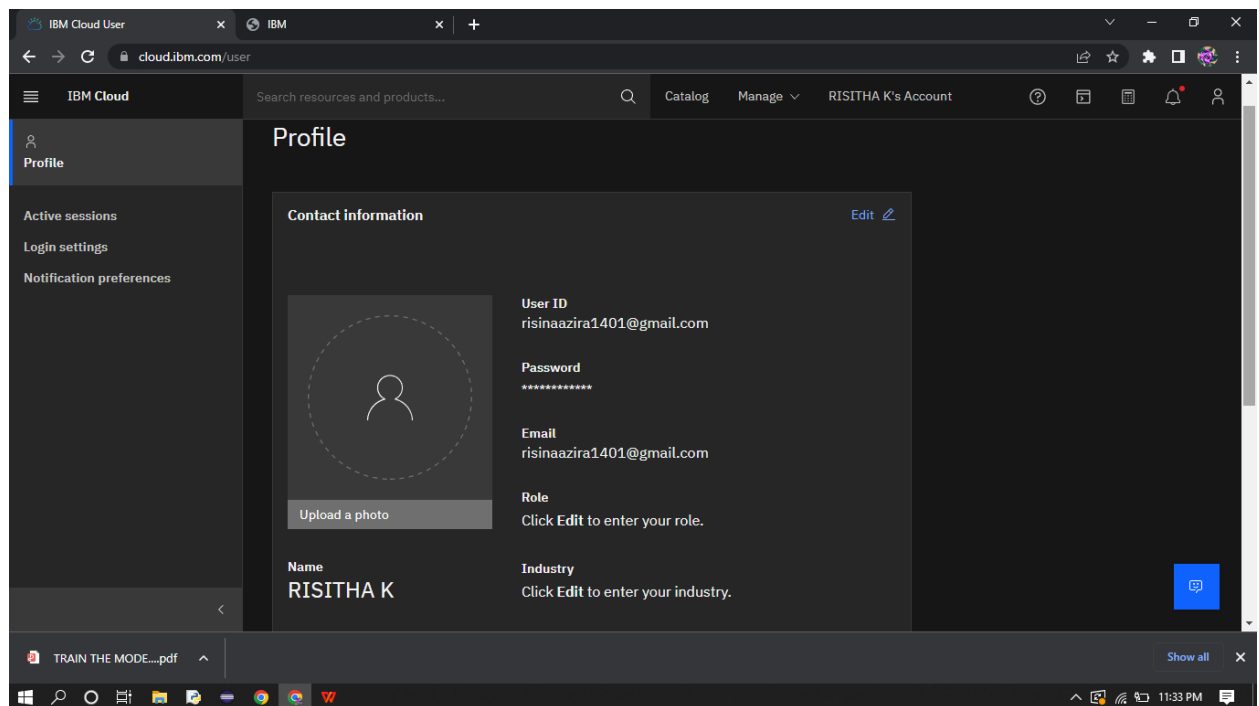 IBM Cloud User
IBM
cloud.ibm.com/user
IBM Cloud
Search resources and products...
Catalog
Manage
RISITHA K's Account
Profile
Profile
Active sessions
Login settings
Notification preferences
Contact information
Edit
User ID
risinaazira1401@gmail.com
Password
************
Email
risinaazira1401@gmail.com
Role
Click Edit to enter your role.
Upload a photo
Name
RISITHA K
Industry
Click Edit to enter your industry.
TRAIN THE MODE....pdf
Show all
11:33 PM